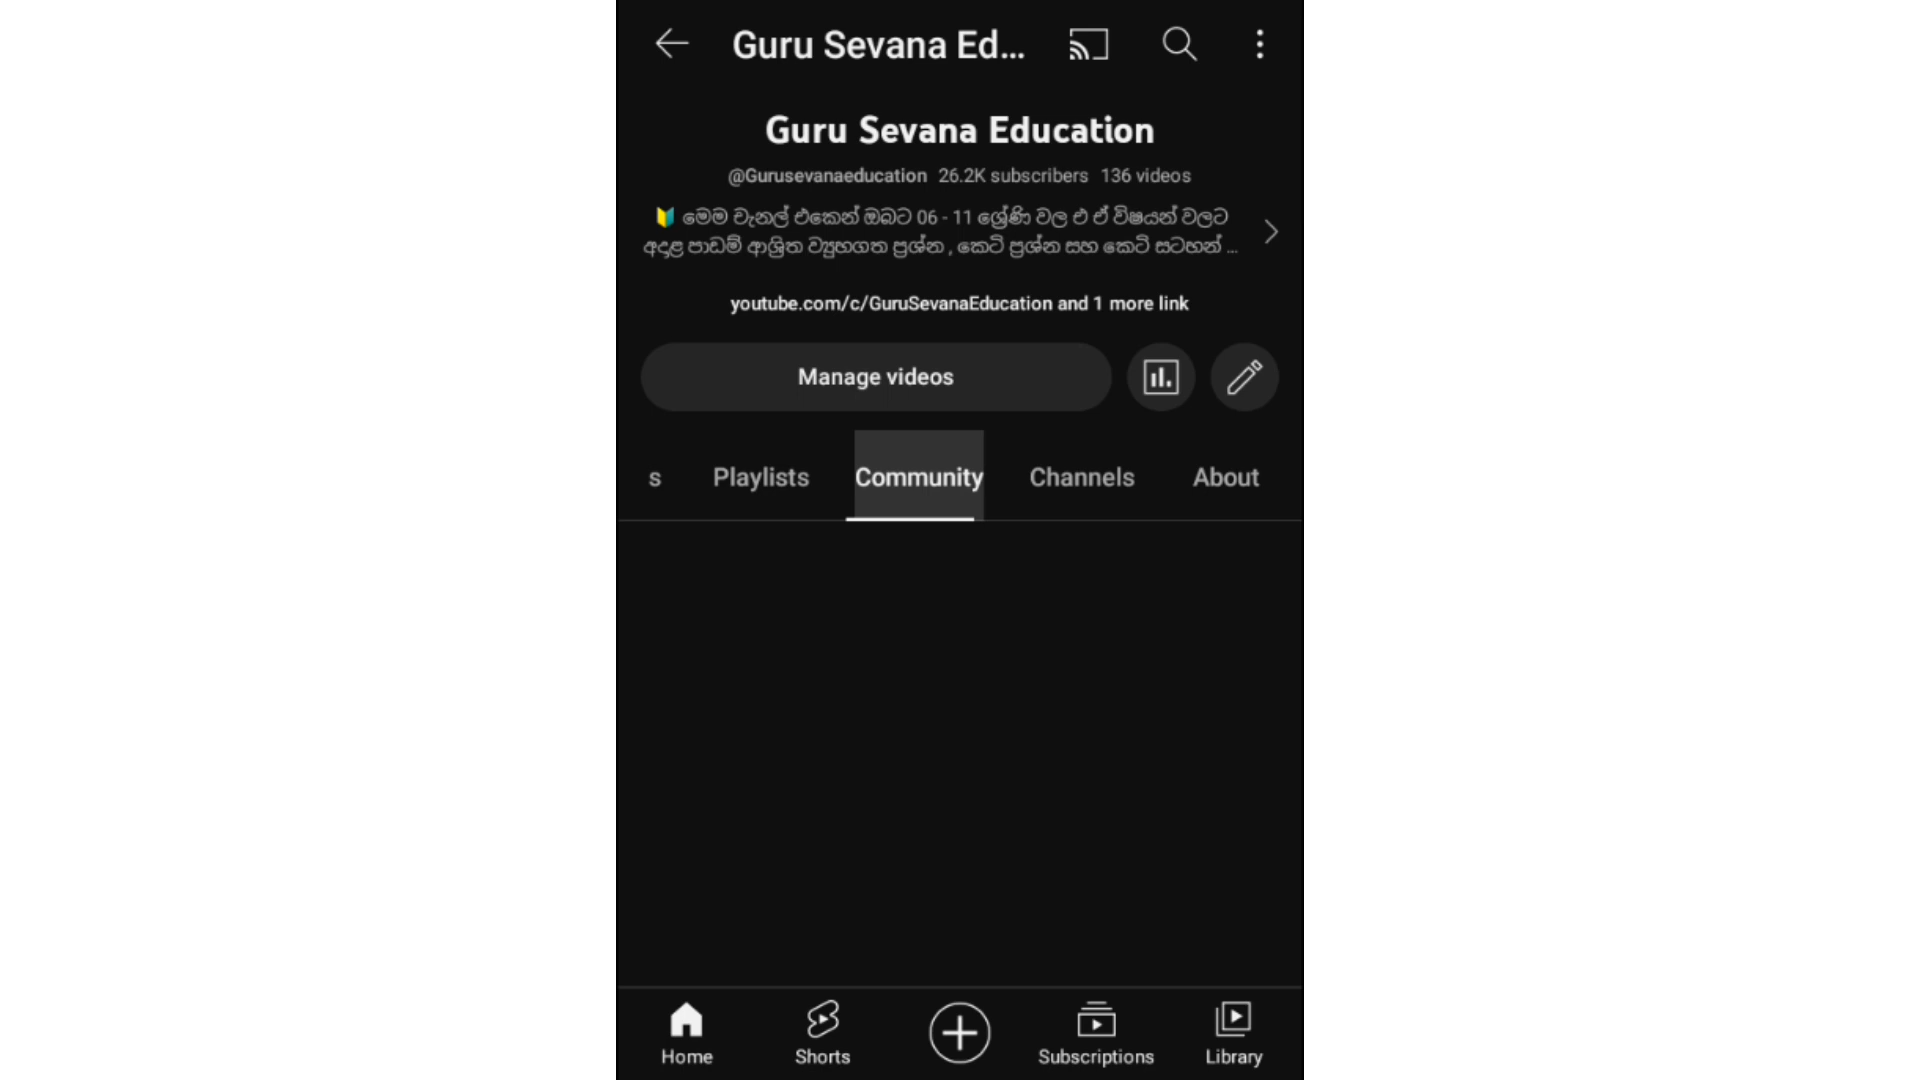 Guru Sevana Ed...
Guru Sevana Education
@Gurusevanaeducation 26.2K subscribers 136 videos
🔰 මෙම චැනල් එකෙන් ඔබට 06 - 11 ශ්‍රේණි වල එ ඒ විෂයන් වලට
අදාළ පාඩම් ආශ්‍රිත ව්‍යුහගත ප්‍රශ්න , කෙටි ප්‍රශ්න සහ කෙටි සටහන් ...
youtube.com/c/GuruSevanaEducation and 1 more link
Manage videos
s Playlists Community Channels About
Home Shorts Subscriptions Library